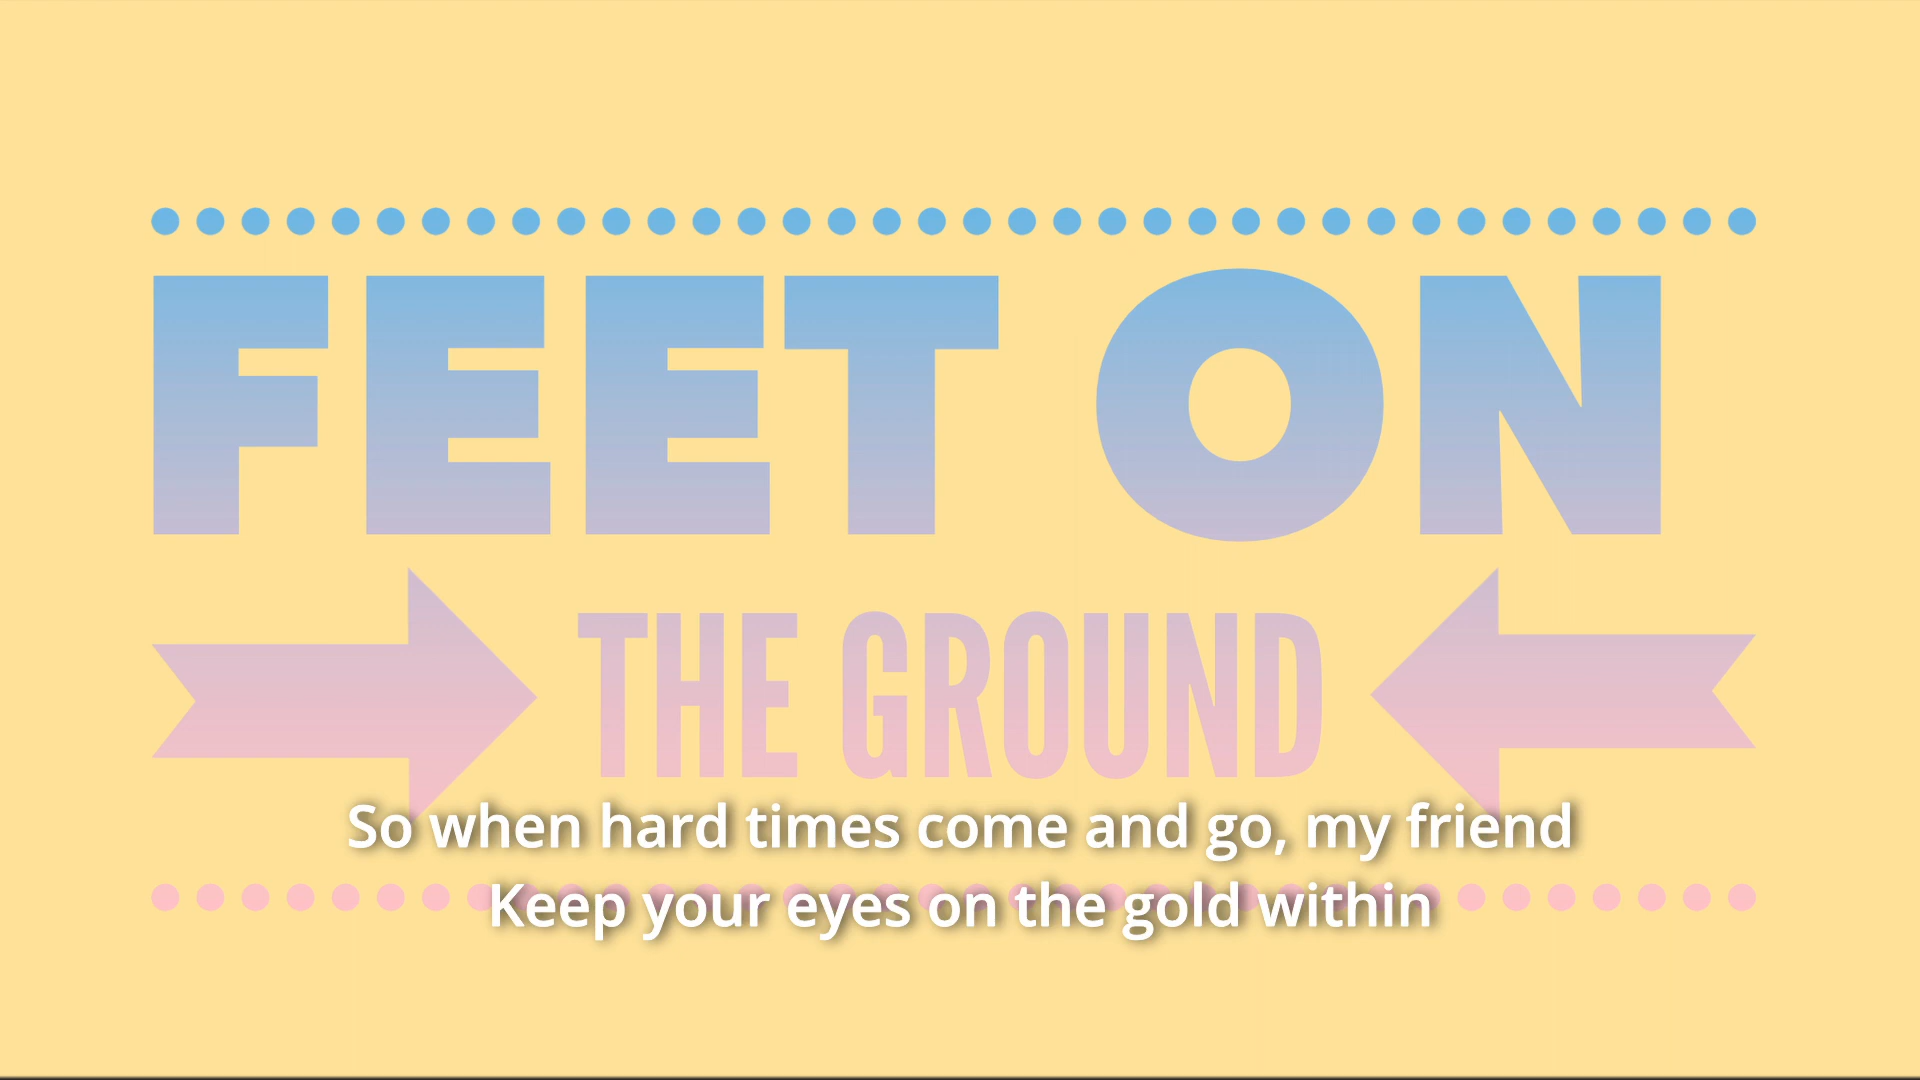 FEET ON
THE GROUND
So when hard times come and go, my friend
Keep your eyes on the gold within